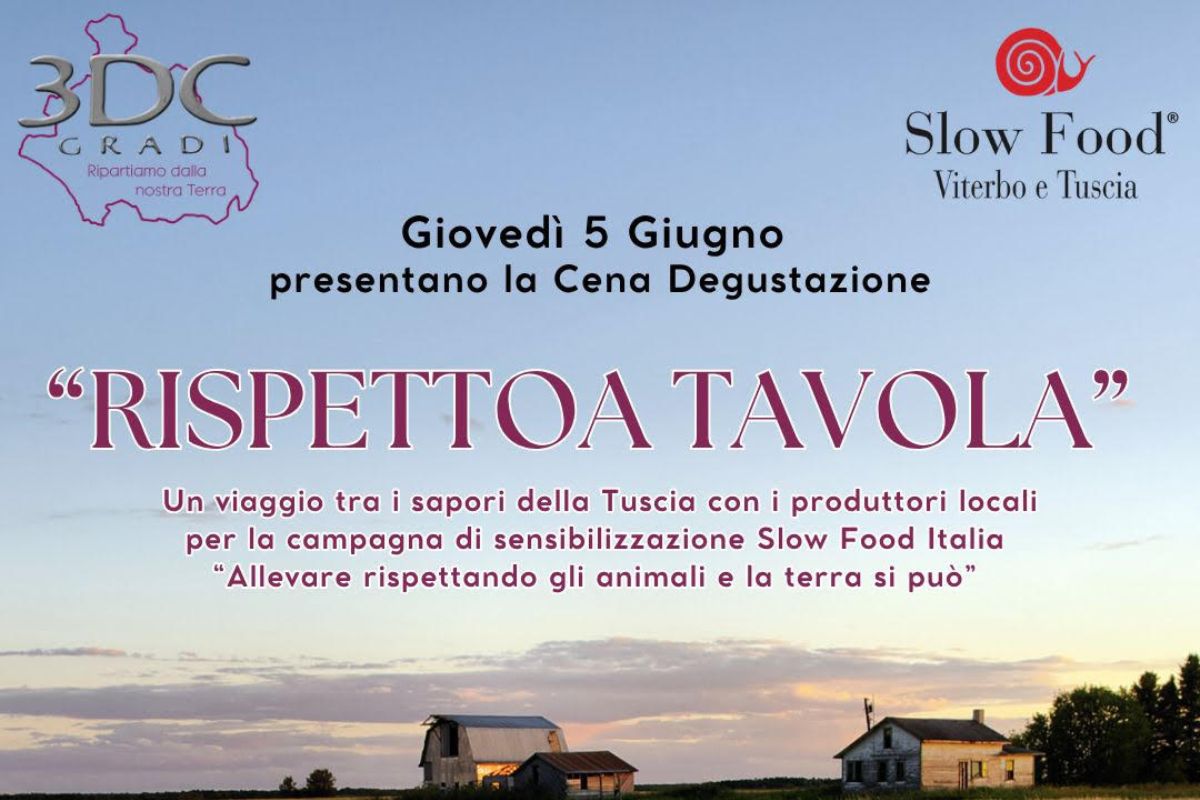 3DC
GRADI
Ripartiamo dalla
nostra Terra
Slow Food®
Viterbo e Tuscia
Giovedì 5 Giugno
presentano la Cena Degustazione
“RISPETTOA TAVOLA”
Un viaggio tra i sapori della Tuscia con i produttori locali
per la campagna di sensibilizzazione Slow Food Italia
“Allevare rispettando gli animali e la terra si può”